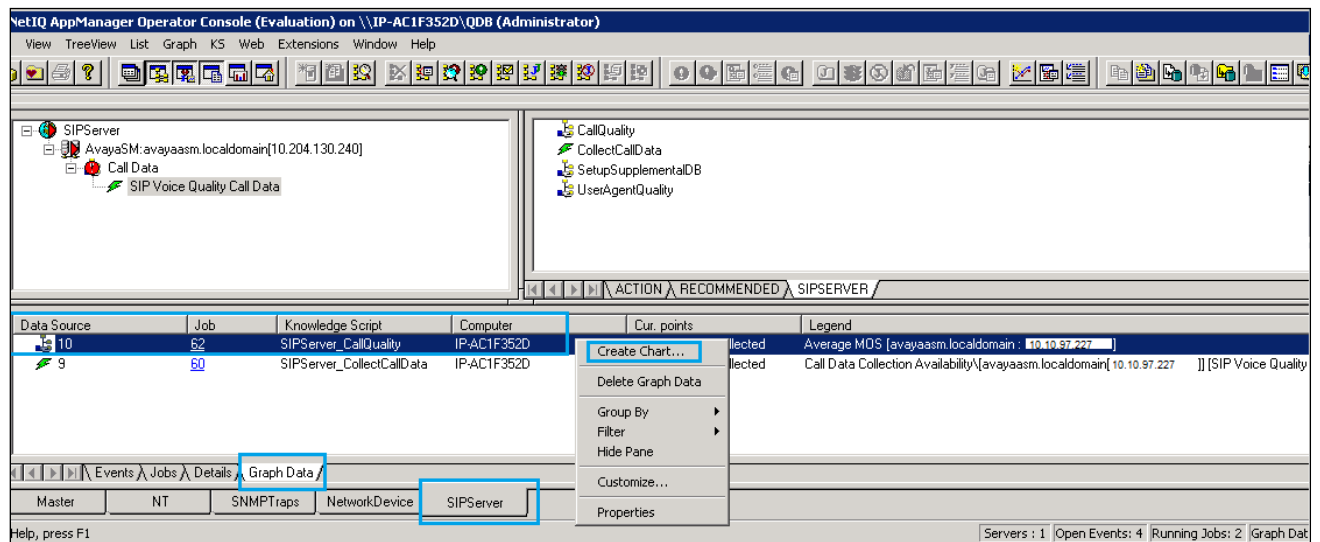 NetIQ AppManager Operator Console (Evaluation) on \\IP-AC1F352D\QDB (Administrator)
View TreeView List Graph KS Web Extensions Window Help
SIPServer
AvayaSM:avayaasm.localdomain[10.204.130.240]
Call Data
SIP Voice Quality Call Data
CallQuality
CollectCallData
SetupSupplementalDB
UserAgentQuality
ACTION RECOMMENDED SIPSERVER
Data Source Job Knowledge Script Computer Cur. points Legend
10 62 SIPServer_CallQuality IP-AC1F352D llected Average MOS [avayaasm.localdomain : 10.10.97.227 ]
9 60 SIPServer_CollectCallData IP-AC1F352D llected Call Data Collection Availability\[avayaasm.localdomain[ 10.10.97.227 ]] [SIP Voice Quality
Create Chart...
Delete Graph Data
Group By
Filter
Hide Pane
Customize...
Properties
Events Jobs Details Graph Data
Master NT SNMPTraps NetworkDevice SIPServer
Help, press F1 Servers : 1 Open Events: 4 Running Jobs: 2 Graph Dat